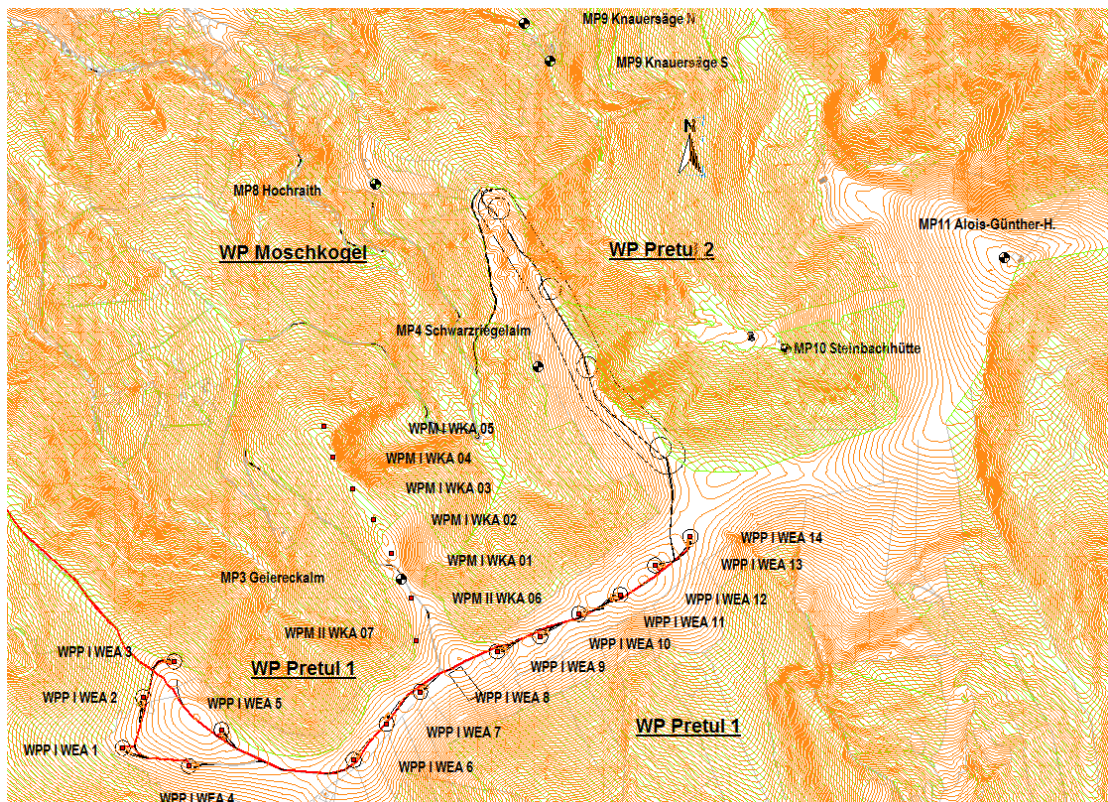 MP9 Knauersäge N
MP9 Knauersäge S
N
MP8 Hochraith
MP11 Alois-Günther-H.
WP Moschkogel
WP Pretul 2
MP4 Schwarzriegelalm
MP10 Steinbachhütte
WPM I WKA 05
WPM I WKA 04
WPM I WKA 03
WPM I WKA 02
WPP I WEA 14
WPM I WKA 01
WPP I WEA 13
MP3 Geiereckalm
WPM II WKA 06
WPP I WEA 12
WPP I WEA 11
WPM II WKA 07
WPP I WEA 10
WPP I WEA 3
WP Pretul 1
WPP I WEA 9
WPP I WEA 2
WPP I WEA 8
WPP I WEA 5
WPP I WEA 7
WP Pretul 1
WPP I WEA 1
WPP I WEA 6
WPP I WEA 4